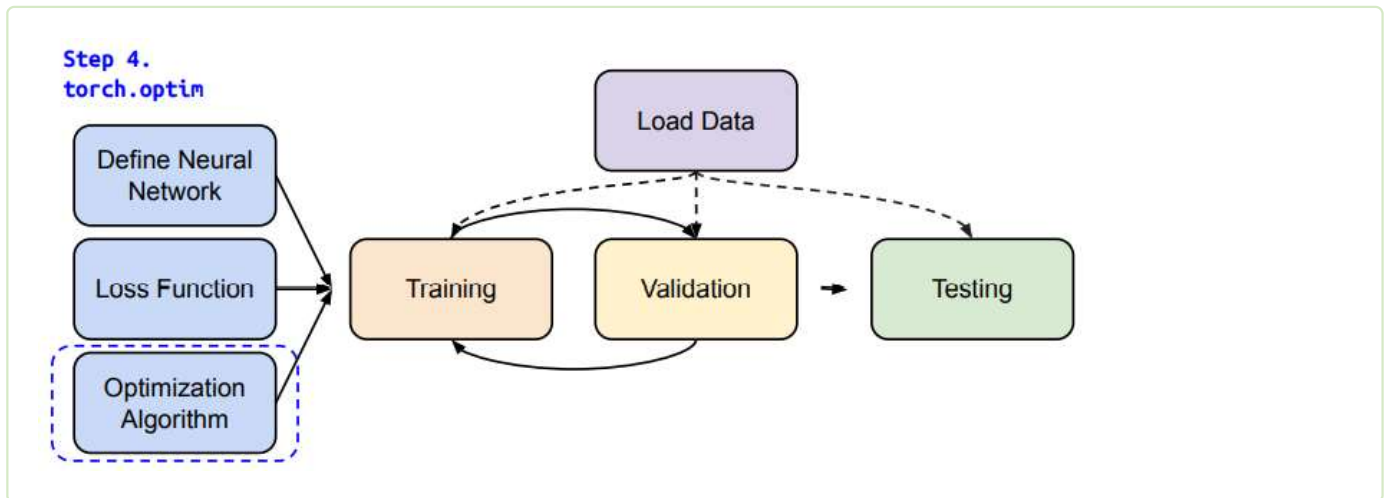 Step 4.
torch.optim
Load Data
Define Neural
Network
Loss Function
Training
Validation
Testing
Optimization
Algorithm